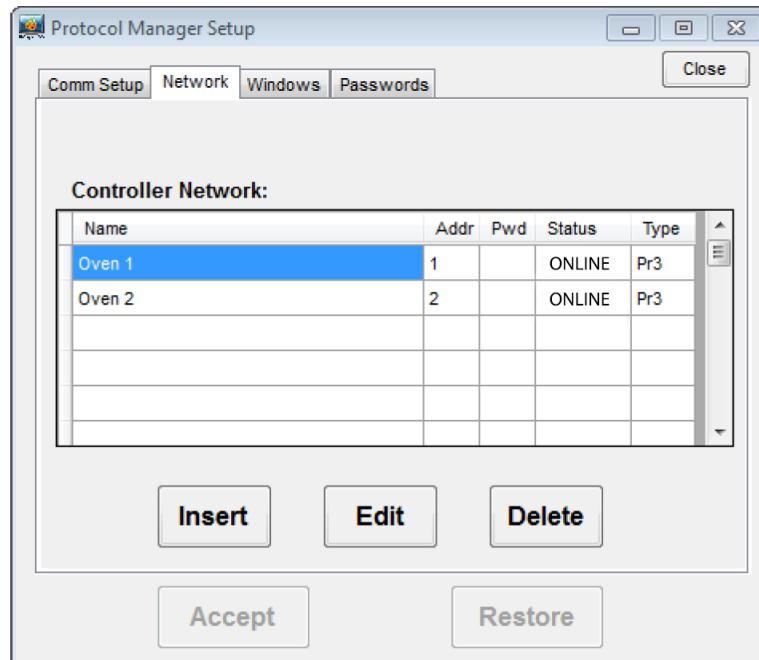 Protocol Manager Setup
Close
Comm Setup Network Windows Passwords
Controller Network:
Name Addr Pwd Status Type
Oven 1 1 ONLINE Pr3
Oven 2 2 ONLINE Pr3
Insert Edit Delete
Accept Restore